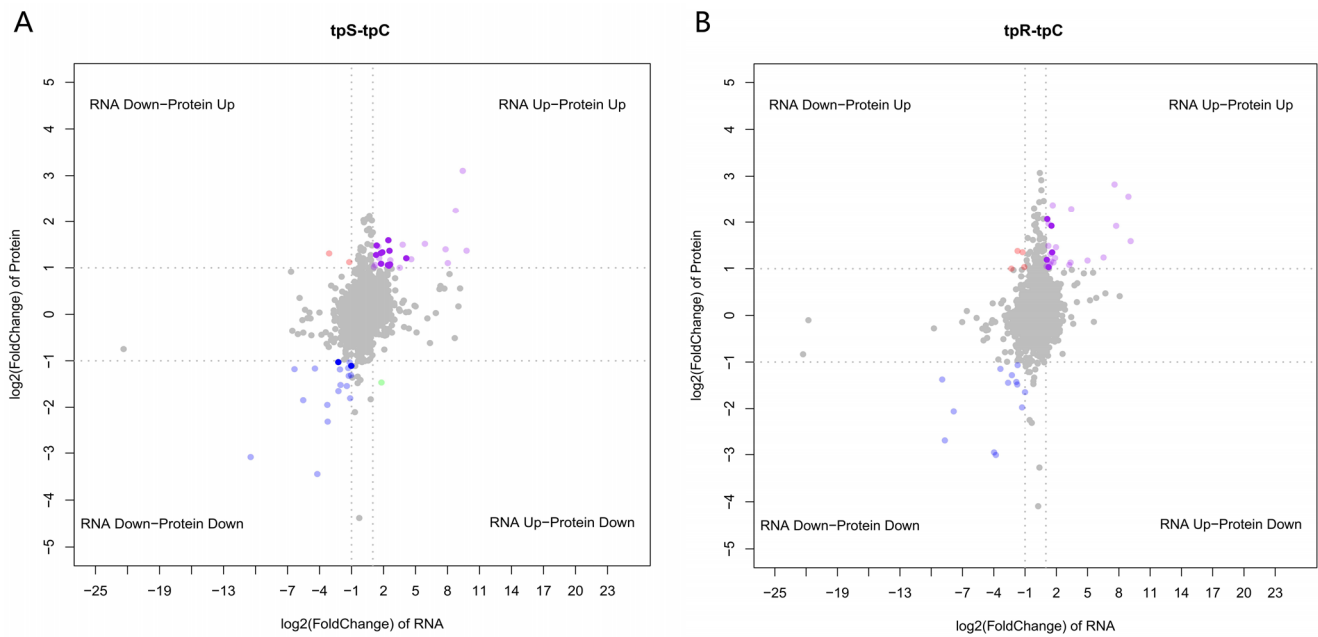 A
tpS-tpC
5
4
3
2
1
0
−1
−2
−3
−4
−5
log2(FoldChange) of Protein
RNA Down−Protein Up
RNA Up−Protein Up
RNA Down−Protein Down
RNA Up−Protein Down
−25 −19 −13 −7 −4 −1 2 5 8 11 14 17 20 23
log2(FoldChange) of RNA
B
tpR-tpC
5
4
3
2
1
0
−1
−2
−3
−4
−5
log2(FoldChange) of Protein
RNA Down−Protein Up
RNA Up−Protein Up
RNA Down−Protein Down
RNA Up−Protein Down
−25 −19 −13 −7 −4 −1 2 5 8 11 14 17 20 23
log2(FoldChange) of RNA